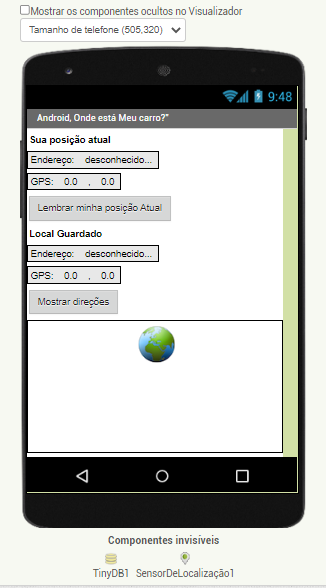 Mostrar os componentes ocultos no Visualizador
Tamanho de telefone (505,320)
9:48
Android, Onde está Meu carro?"
Sua posição atual
Endereço: desconhecido...
GPS: 0.0 , 0.0
Lembrar minha posição Atual
Local Guardado
Endereço: desconhecido...
GPS: 0.0 , 0.0
Mostrar direções
Componentes invisíveis
TinyDB1 SensorDeLocalização1